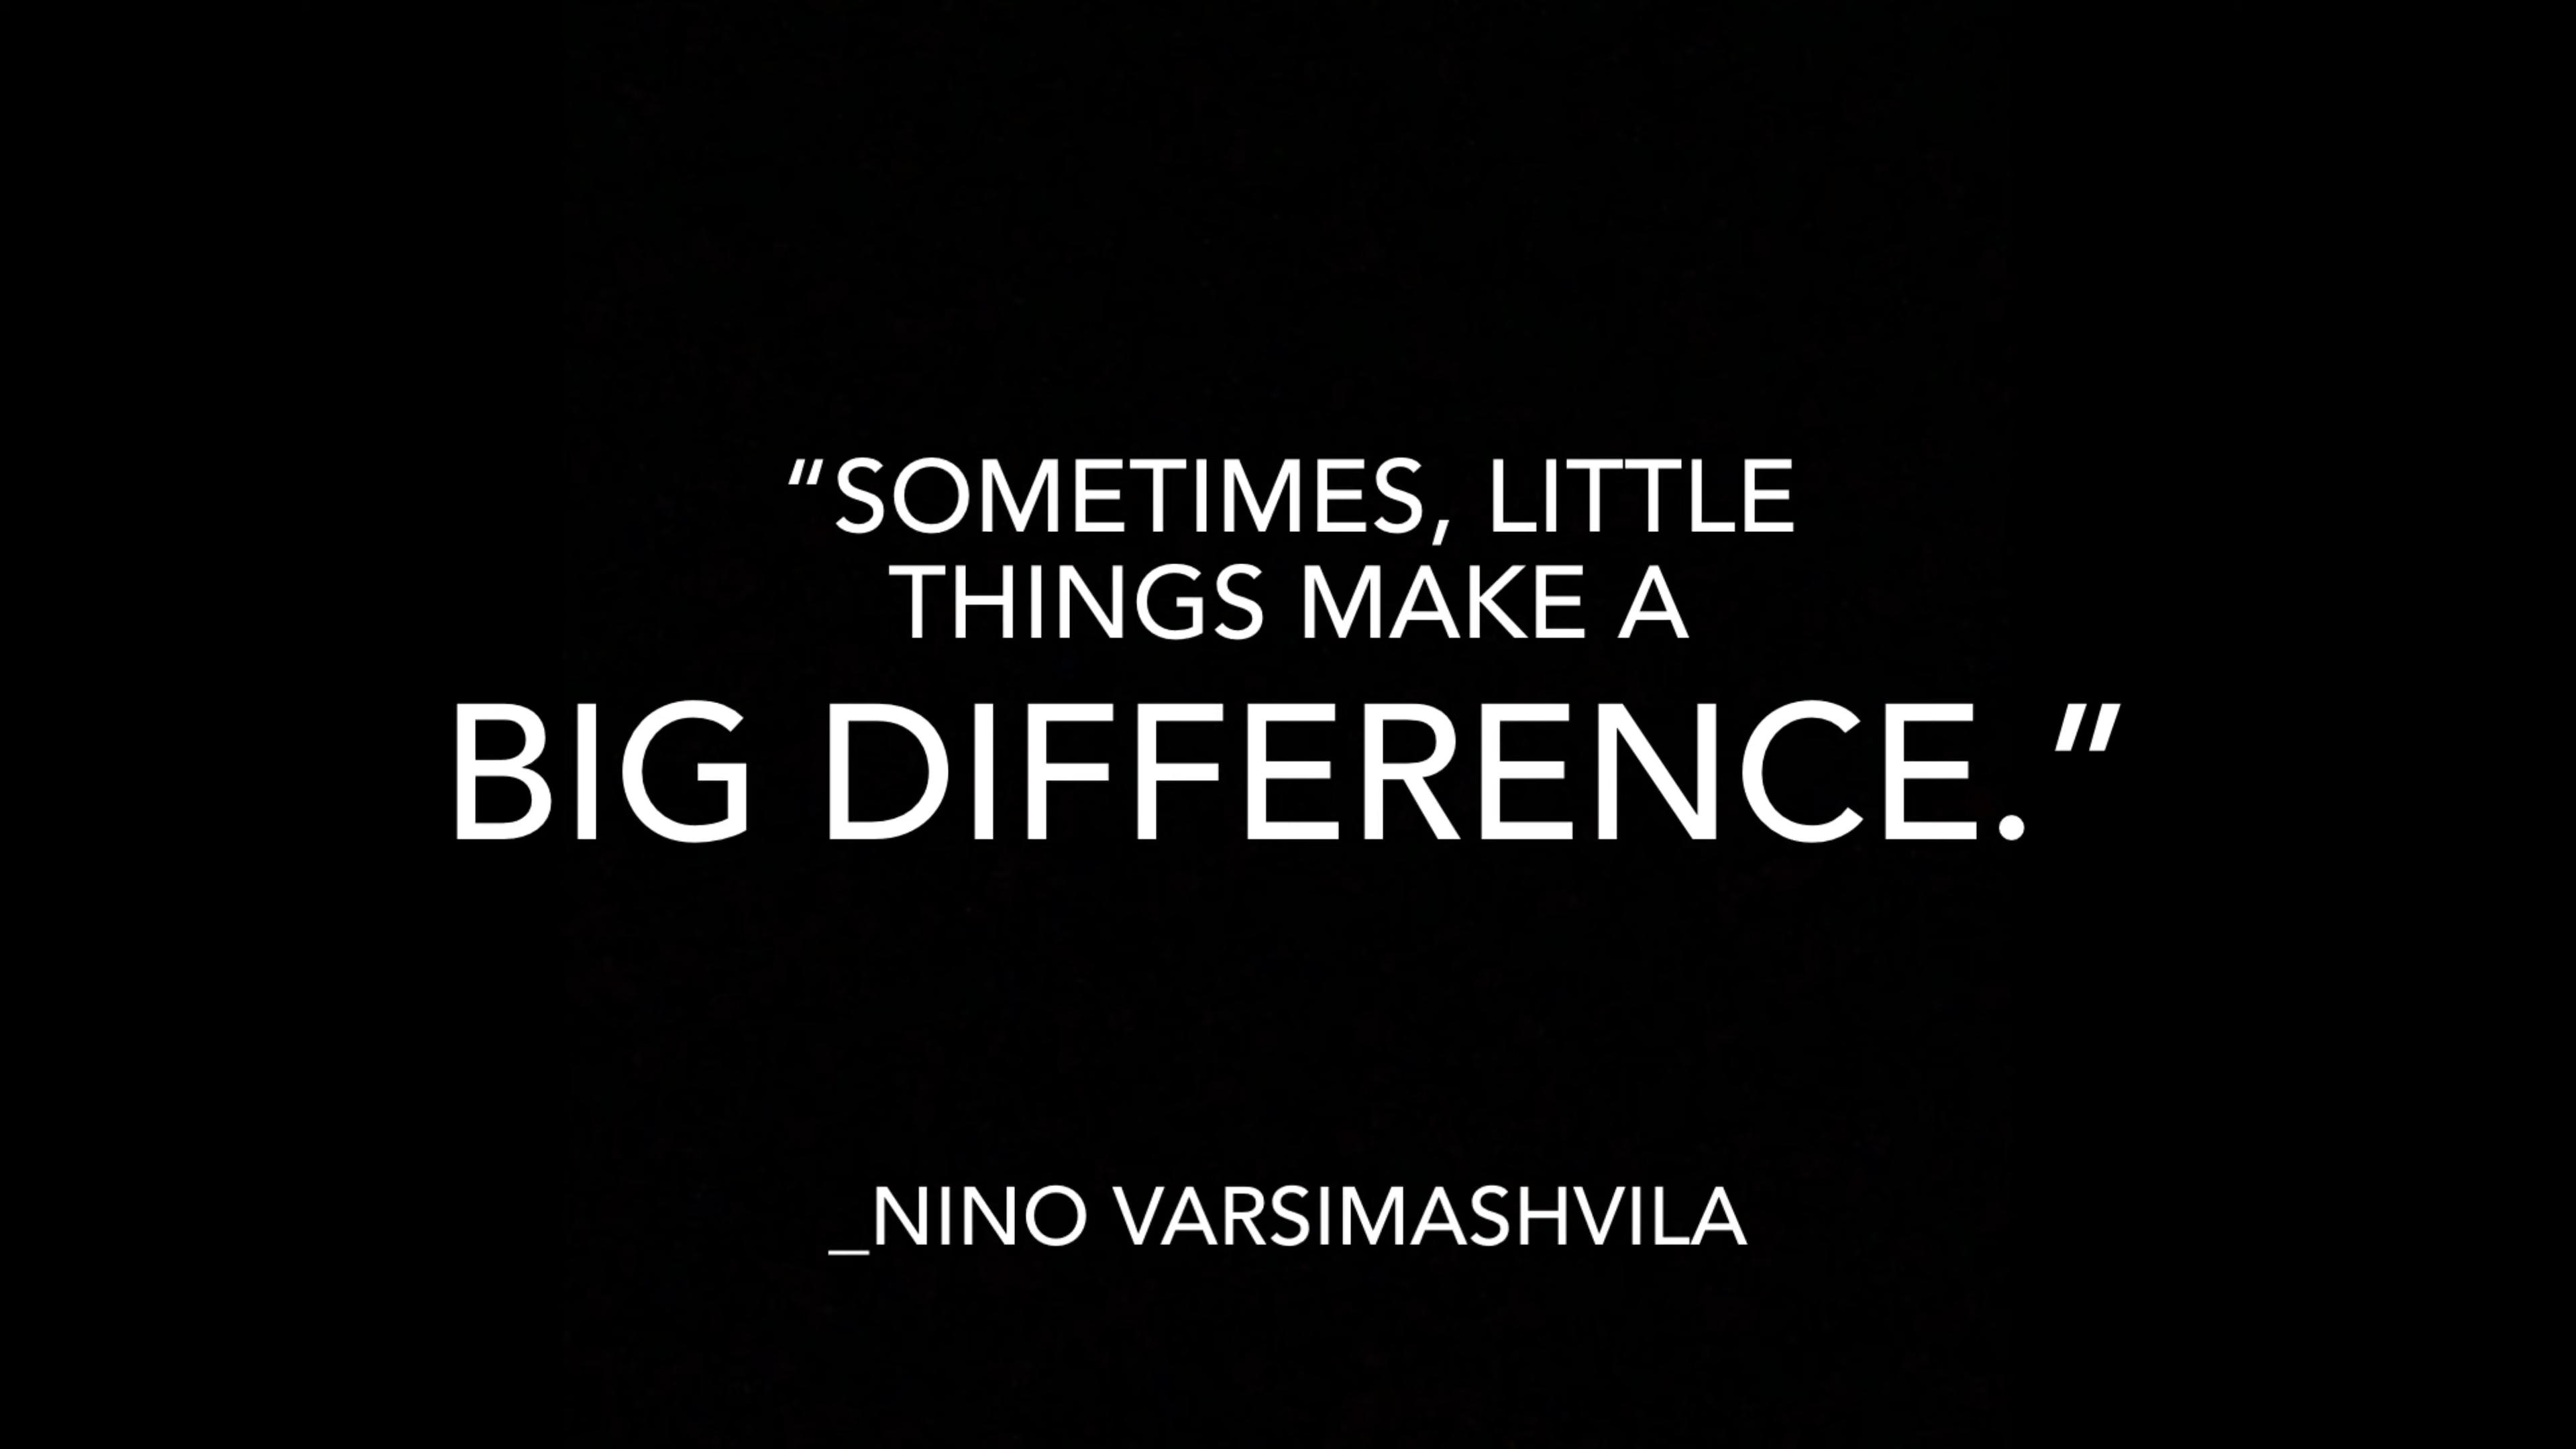 “SOMETIMES, LITTLE
THINGS MAKE A
BIG DIFFERENCE.”
_NINO VARSIMASHVILA